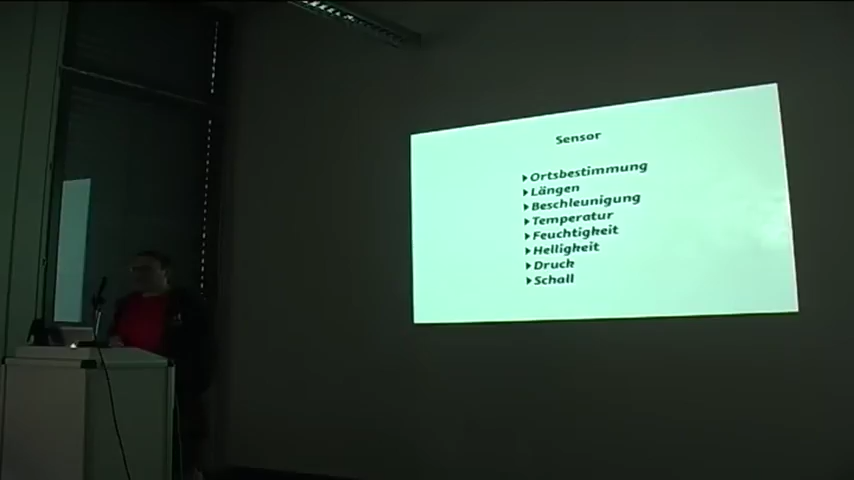 Sensor
Ortsbestimmung
Längen
Beschleunigung
Temperatur
Feuchtigkeit
Helligkeit
Druck
Schall